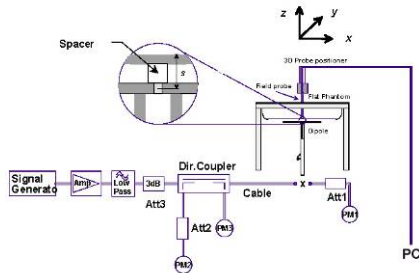 z
y
x
Spacer
s
3D Probe positioner
Field probe
Flat Phantom
Dipole
Signal
Generato
Amp
Low
Pass
3dB
Att3
Dir.Coupler
Cable
x
Att1
PM1
Att2
PM3
PM2
PC